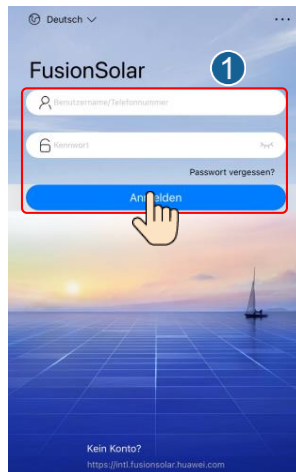 Deutsch
FusionSolar
1
Benutzername/Telefonnummer
Kennwort
Passwort vergessen?
Anmelden
Kein Konto?
https://intl.fusionsolar.huawei.com